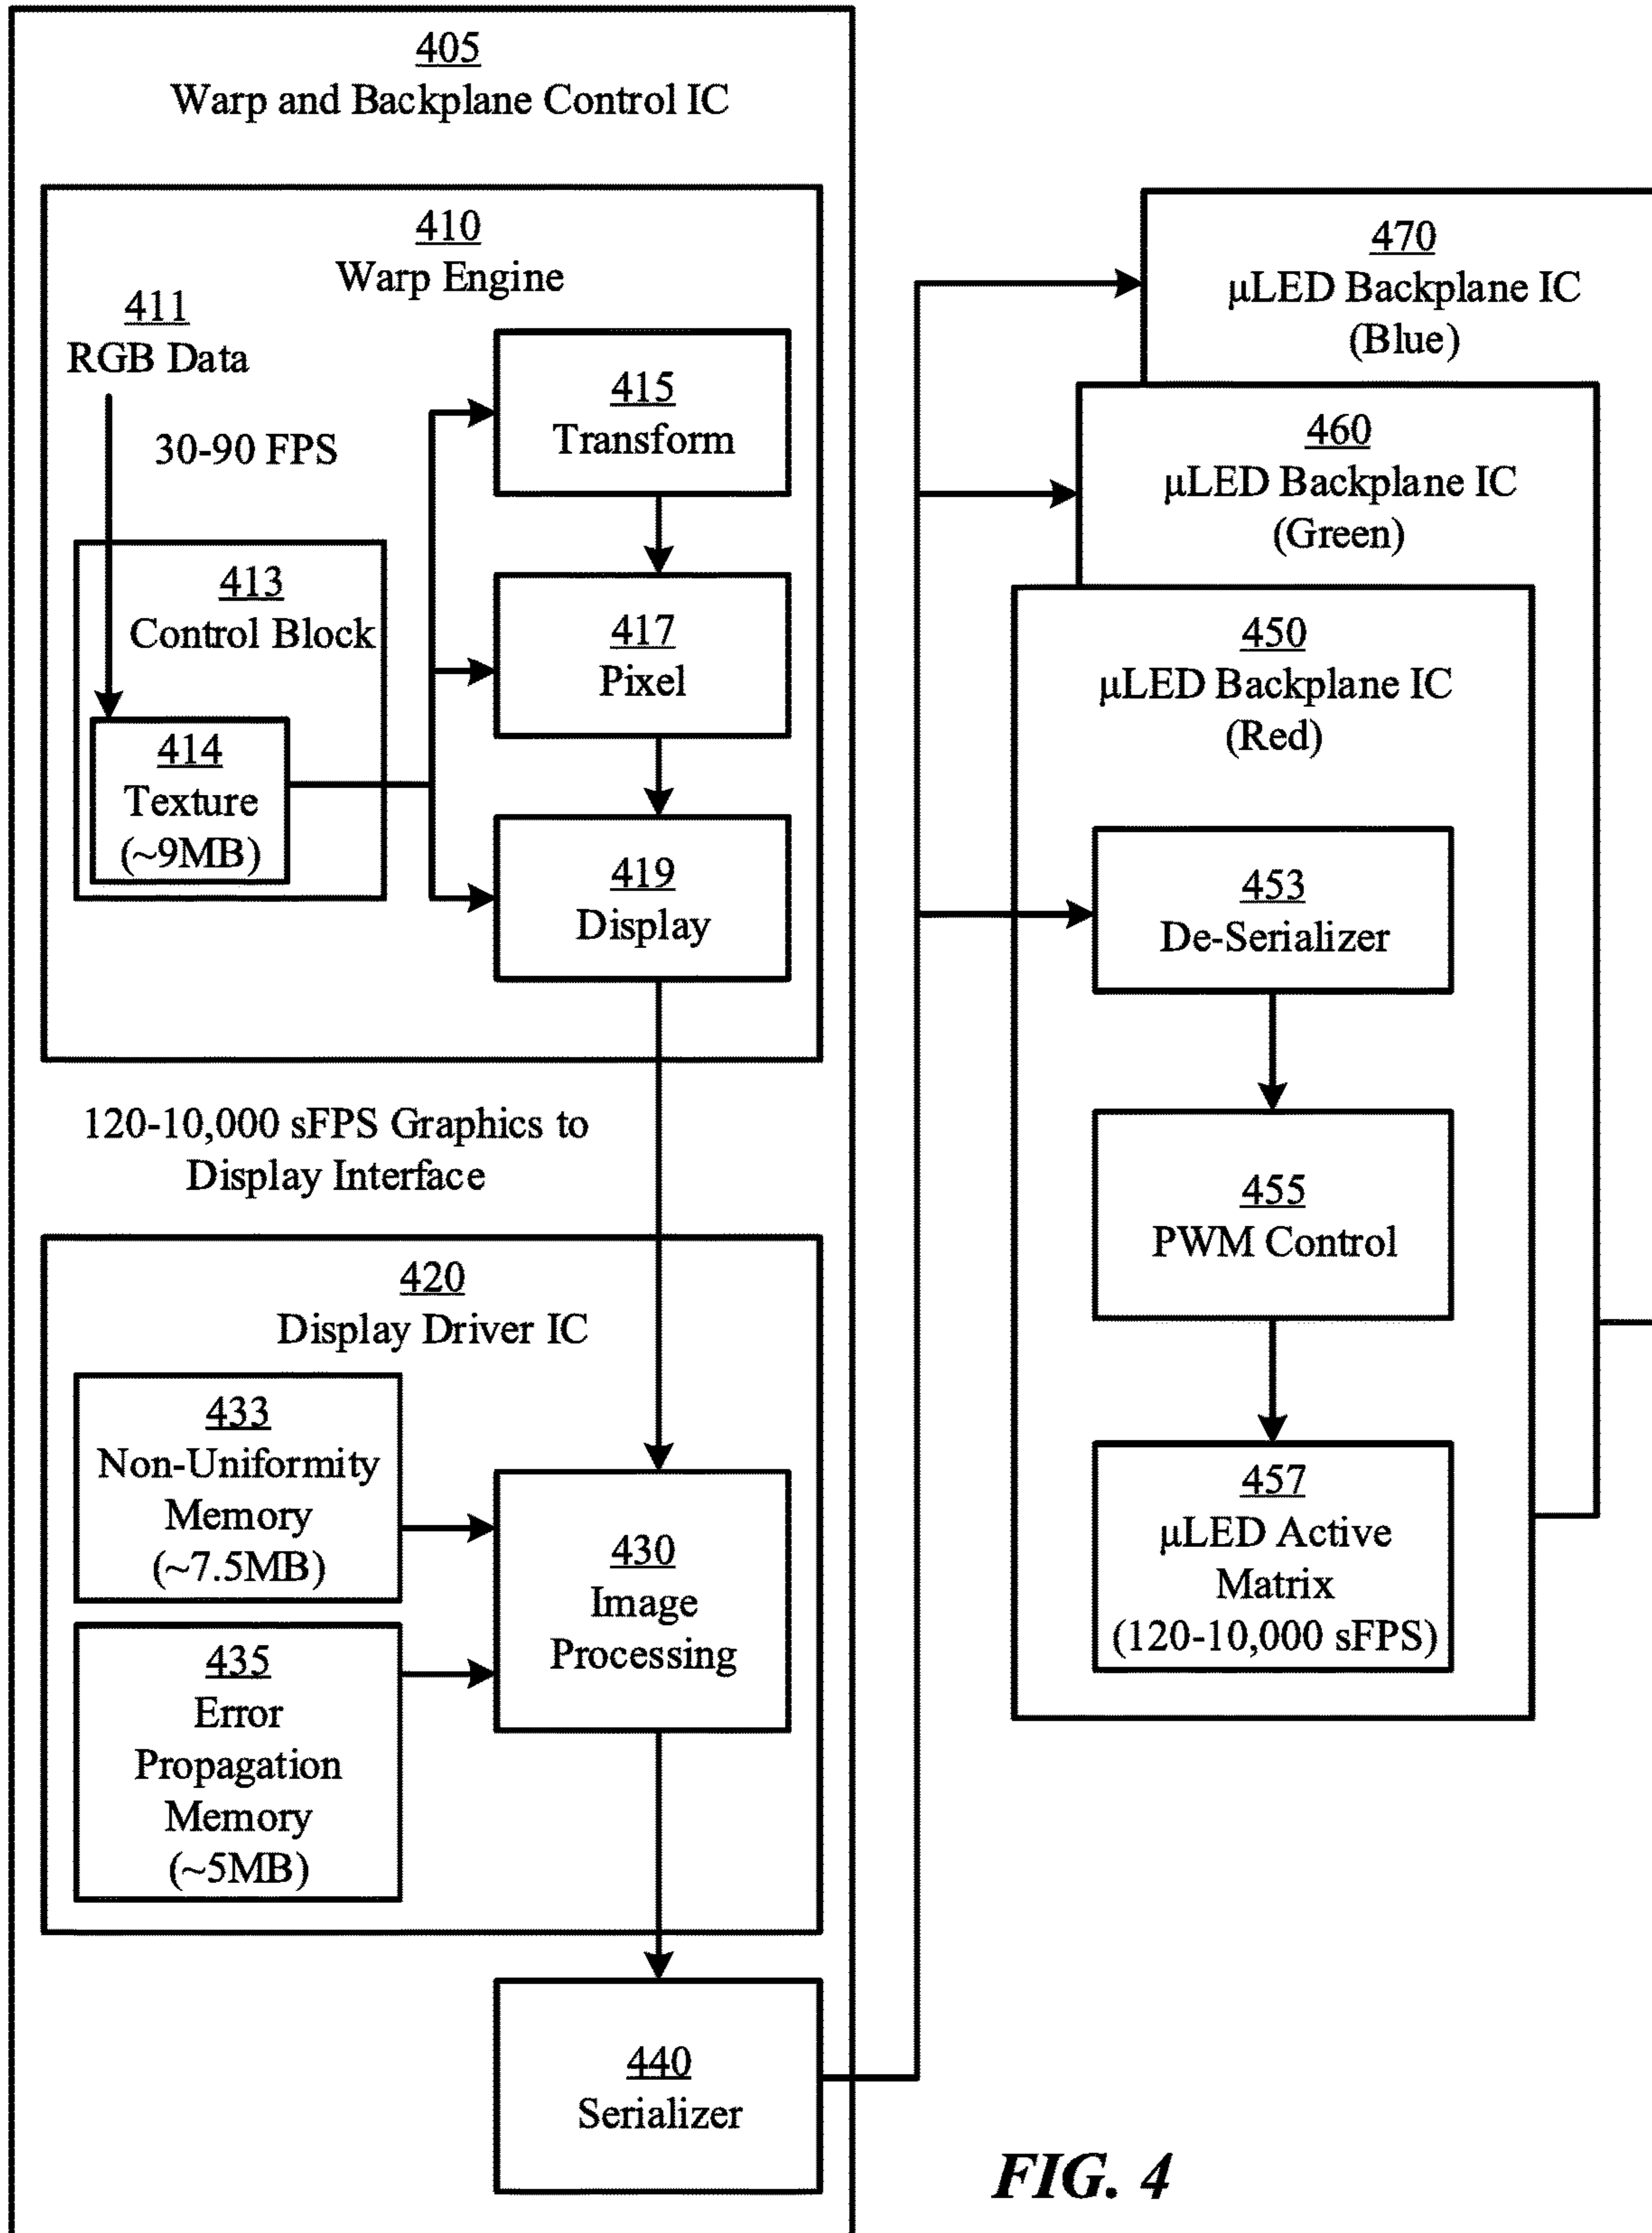 405
Warp and Backplane Control IC
410
Warp Engine
411
RGB Data
30-90 FPS
413
Control Block
414
Texture
(~9MB)
415
Transform
417
Pixel
419
Display
120-10,000 sFPS Graphics to
Display Interface
420
Display Driver IC
433
Non-Uniformity
Memory
(~7.5MB)
435
Error
Propagation
Memory
(~5MB)
430
Image
Processing
440
Serializer
470
μLED Backplane IC
(Blue)
460
μLED Backplane IC
(Green)
450
μLED Backplane IC
(Red)
453
De-Serializer
455
PWM Control
457
μLED Active
Matrix
(120-10,000 sFPS)
FIG. 4